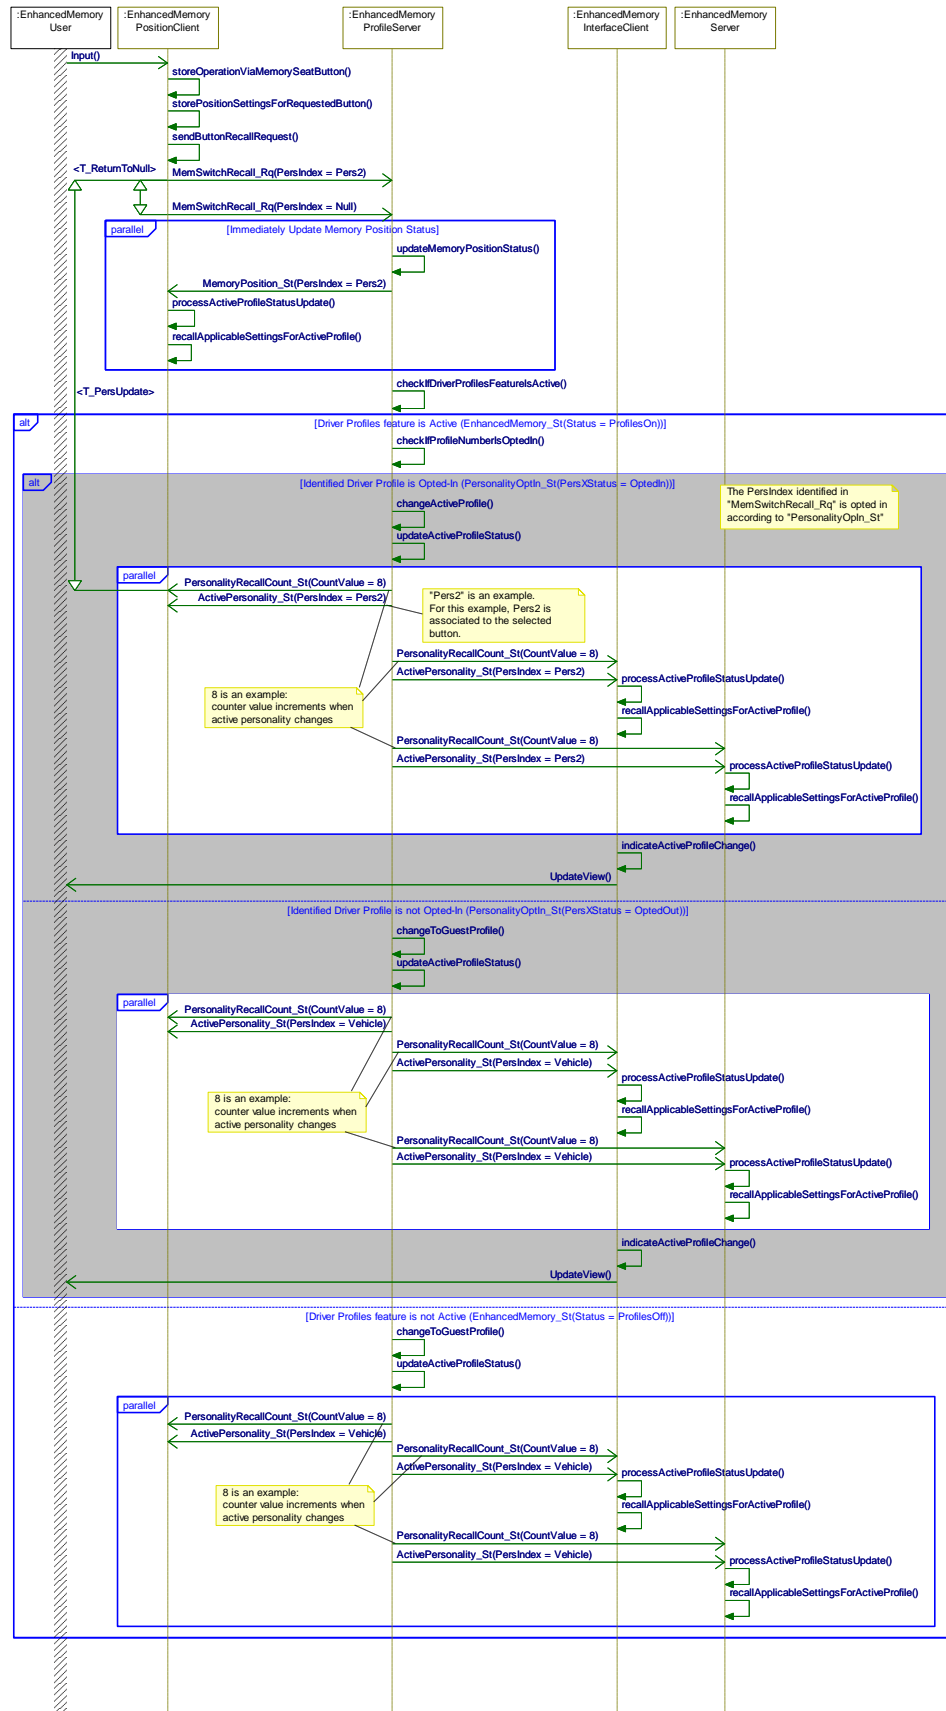 :EnhancedMemory
User
:EnhancedMemory
PositionClient
:EnhancedMemory
ProfileServer
:EnhancedMemory
InterfaceClient
:EnhancedMemory
Server
Input()
storeOperationViaMemorySeatButton()
storePositionSettingsForRequestedButton()
sendButtonRecallRequest()
<T_ReturnToNull>
MemSwitchRecall_Rq(PersIndex = Pers2)
MemSwitchRecall_Rq(PersIndex = Null)
parallel
[Immediately Update Memory Position Status]
updateMemoryPositionStatus()
MemoryPosition_St(PersIndex = Pers2)
processActiveProfileStatusUpdate()
recallApplicableSettingsForActiveProfile()
checkIfDriverProfilesFeatureIsActive()
<T_PersUpdate>
alt
[Driver Profiles feature is Active (EnhancedMemory_St(Status = ProfilesOn))]
checkIfProfileNumberIsOptedIn()
alt
[Identified Driver Profile is Opted-In (PersonalityOptIn_St(PersXStatus = OptedIn))]
The PersIndex identified in
"MemSwitchRecall_Rq" is opted in
according to "PersonalityOpIn_St"
changeActiveProfile()
updateActiveProfileStatus()
parallel
PersonalityRecallCount_St(CountValue = 8)
ActivePersonality_St(PersIndex = Pers2)
"Pers2" is an example.
For this example, Pers2 is
associated to the selected
button.
PersonalityRecallCount_St(CountValue = 8)
ActivePersonality_St(PersIndex = Pers2)
processActiveProfileStatusUpdate()
8 is an example:
counter value increments when
active personality changes
recallApplicableSettingsForActiveProfile()
PersonalityRecallCount_St(CountValue = 8)
ActivePersonality_St(PersIndex = Pers2)
processActiveProfileStatusUpdate()
recallApplicableSettingsForActiveProfile()
indicateActiveProfileChange()
UpdateView()
[Identified Driver Profile is not Opted-In (PersonalityOptIn_St(PersXStatus = OptedOut))]
changeToGuestProfile()
updateActiveProfileStatus()
parallel
PersonalityRecallCount_St(CountValue = 8)
ActivePersonality_St(PersIndex = Vehicle)
PersonalityRecallCount_St(CountValue = 8)
ActivePersonality_St(PersIndex = Vehicle)
processActiveProfileStatusUpdate()
8 is an example:
counter value increments when
active personality changes
recallApplicableSettingsForActiveProfile()
PersonalityRecallCount_St(CountValue = 8)
ActivePersonality_St(PersIndex = Vehicle)
processActiveProfileStatusUpdate()
recallApplicableSettingsForActiveProfile()
indicateActiveProfileChange()
UpdateView()
[Driver Profiles feature is not Active (EnhancedMemory_St(Status = ProfilesOff))]
changeToGuestProfile()
updateActiveProfileStatus()
parallel
PersonalityRecallCount_St(CountValue = 8)
ActivePersonality_St(PersIndex = Vehicle)
PersonalityRecallCount_St(CountValue = 8)
ActivePersonality_St(PersIndex = Vehicle)
processActiveProfileStatusUpdate()
8 is an example:
counter value increments when
active personality changes
recallApplicableSettingsForActiveProfile()
PersonalityRecallCount_St(CountValue = 8)
ActivePersonality_St(PersIndex = Vehicle)
processActiveProfileStatusUpdate()
recallApplicableSettingsForActiveProfile()